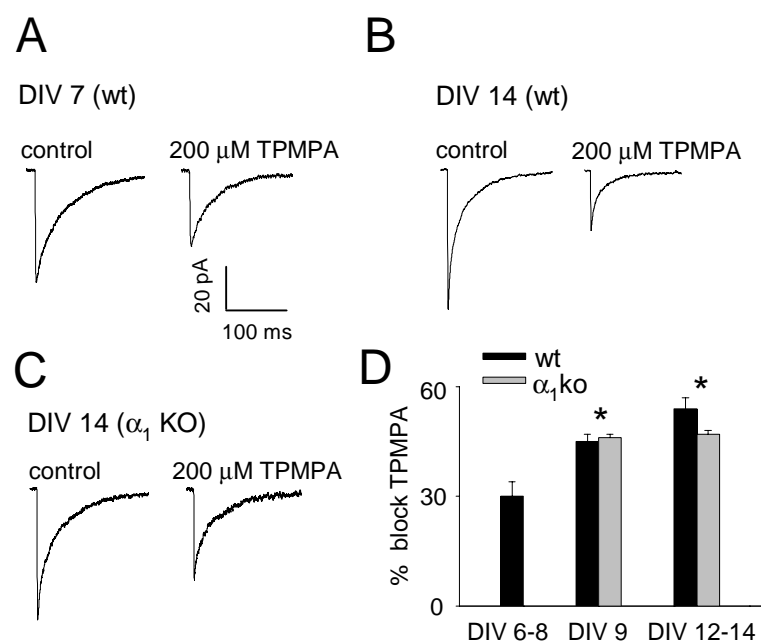 A
DIV 7 (wt)
control
200 μM TPMPA
20 pA
100 ms
B
DIV 14 (wt)
control
200 μM TPMPA
C
DIV 14 (α₁ KO)
control
200 μM TPMPA
D
wt
α₁ko
% block TPMPA
60
30
0
*
*
DIV 6-8
DIV 9
DIV 12-14